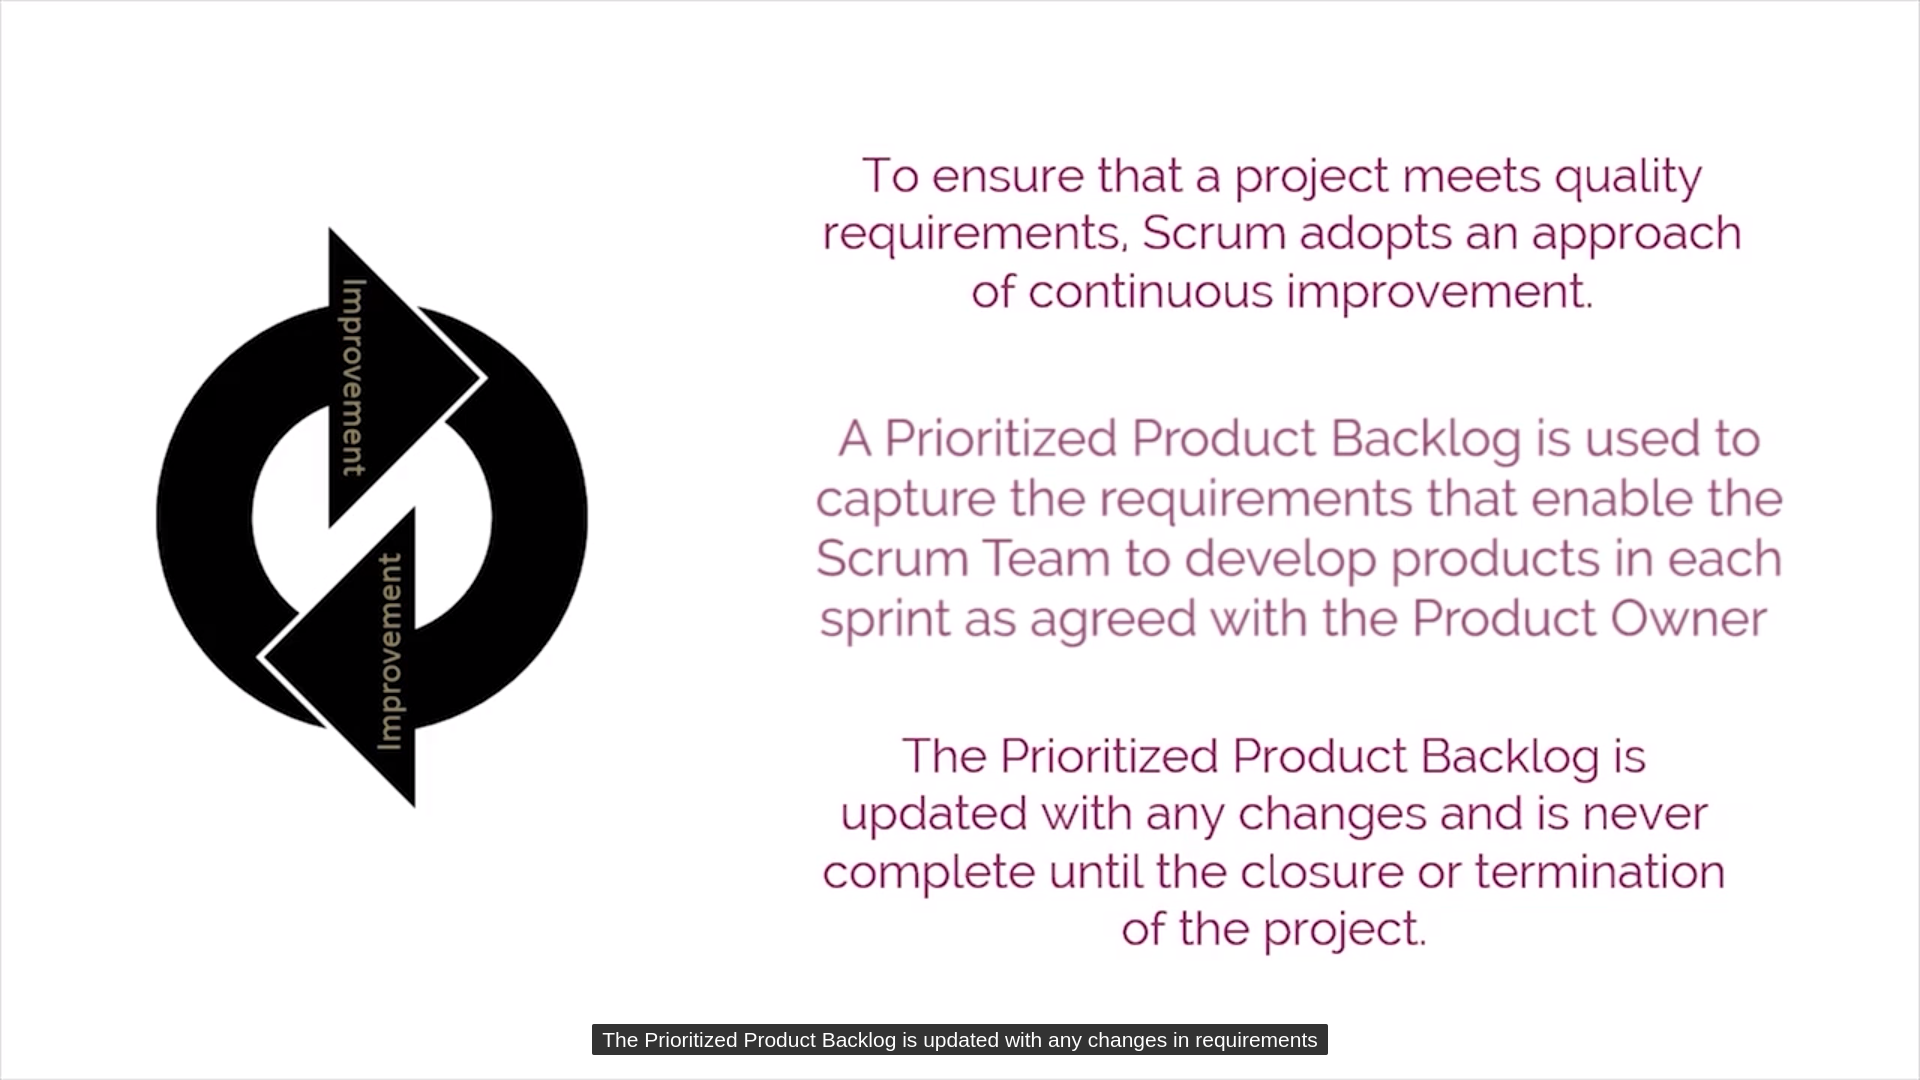 Improvement
Improvement
To ensure that a project meets quality
requirements, Scrum adopts an approach
of continuous improvement.
A Prioritized Product Backlog is used to
capture the requirements that enable the
Scrum Team to develop products in each
sprint as agreed with the Product Owner
The Prioritized Product Backlog is
updated with any changes and is never
complete until the closure or termination
of the project.
The Prioritized Product Backlog is updated with any changes in requirements